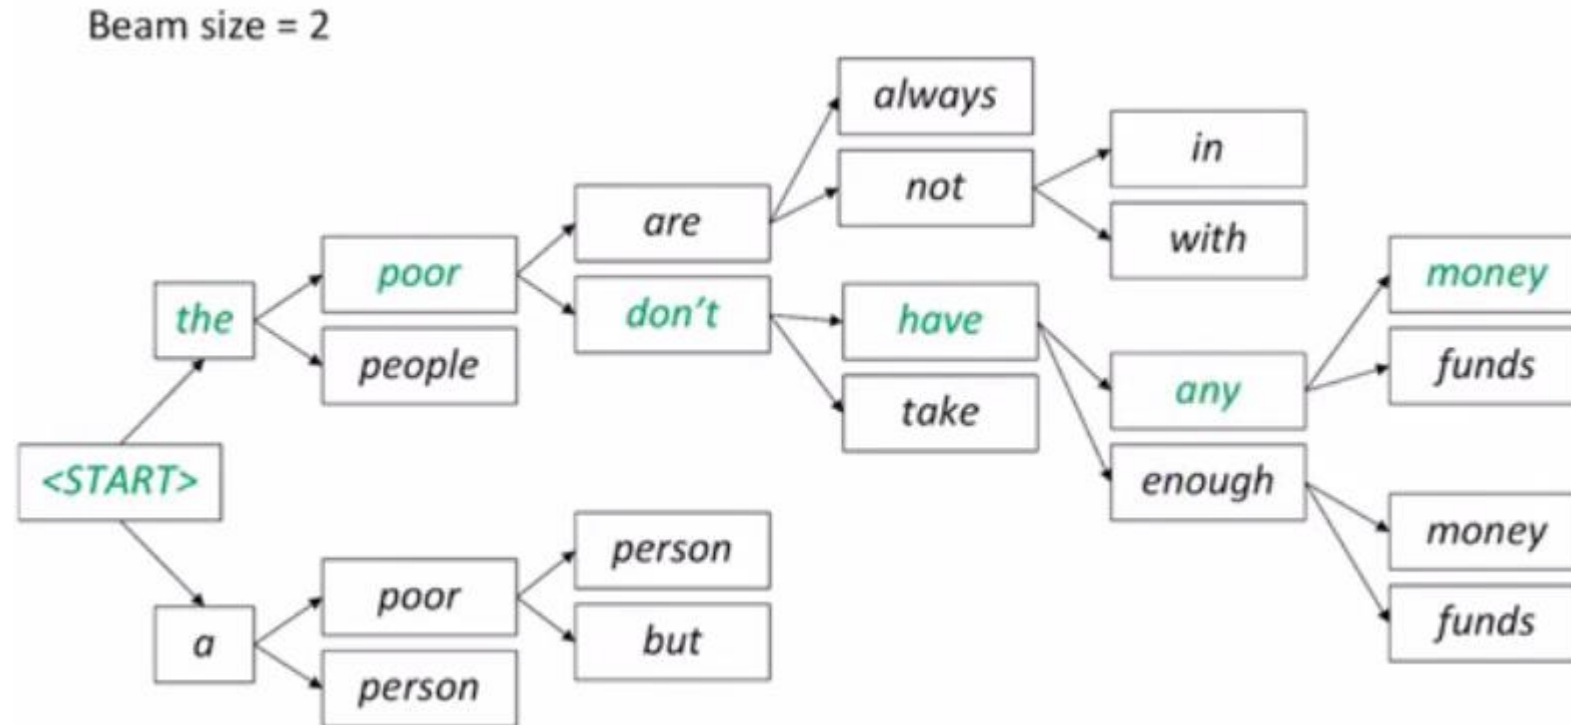 Beam size = 2
always
not
in
with
are
poor
don't
the
people
have
take
any
enough
money
funds
<START>
money
funds
person
poor
but
a
person